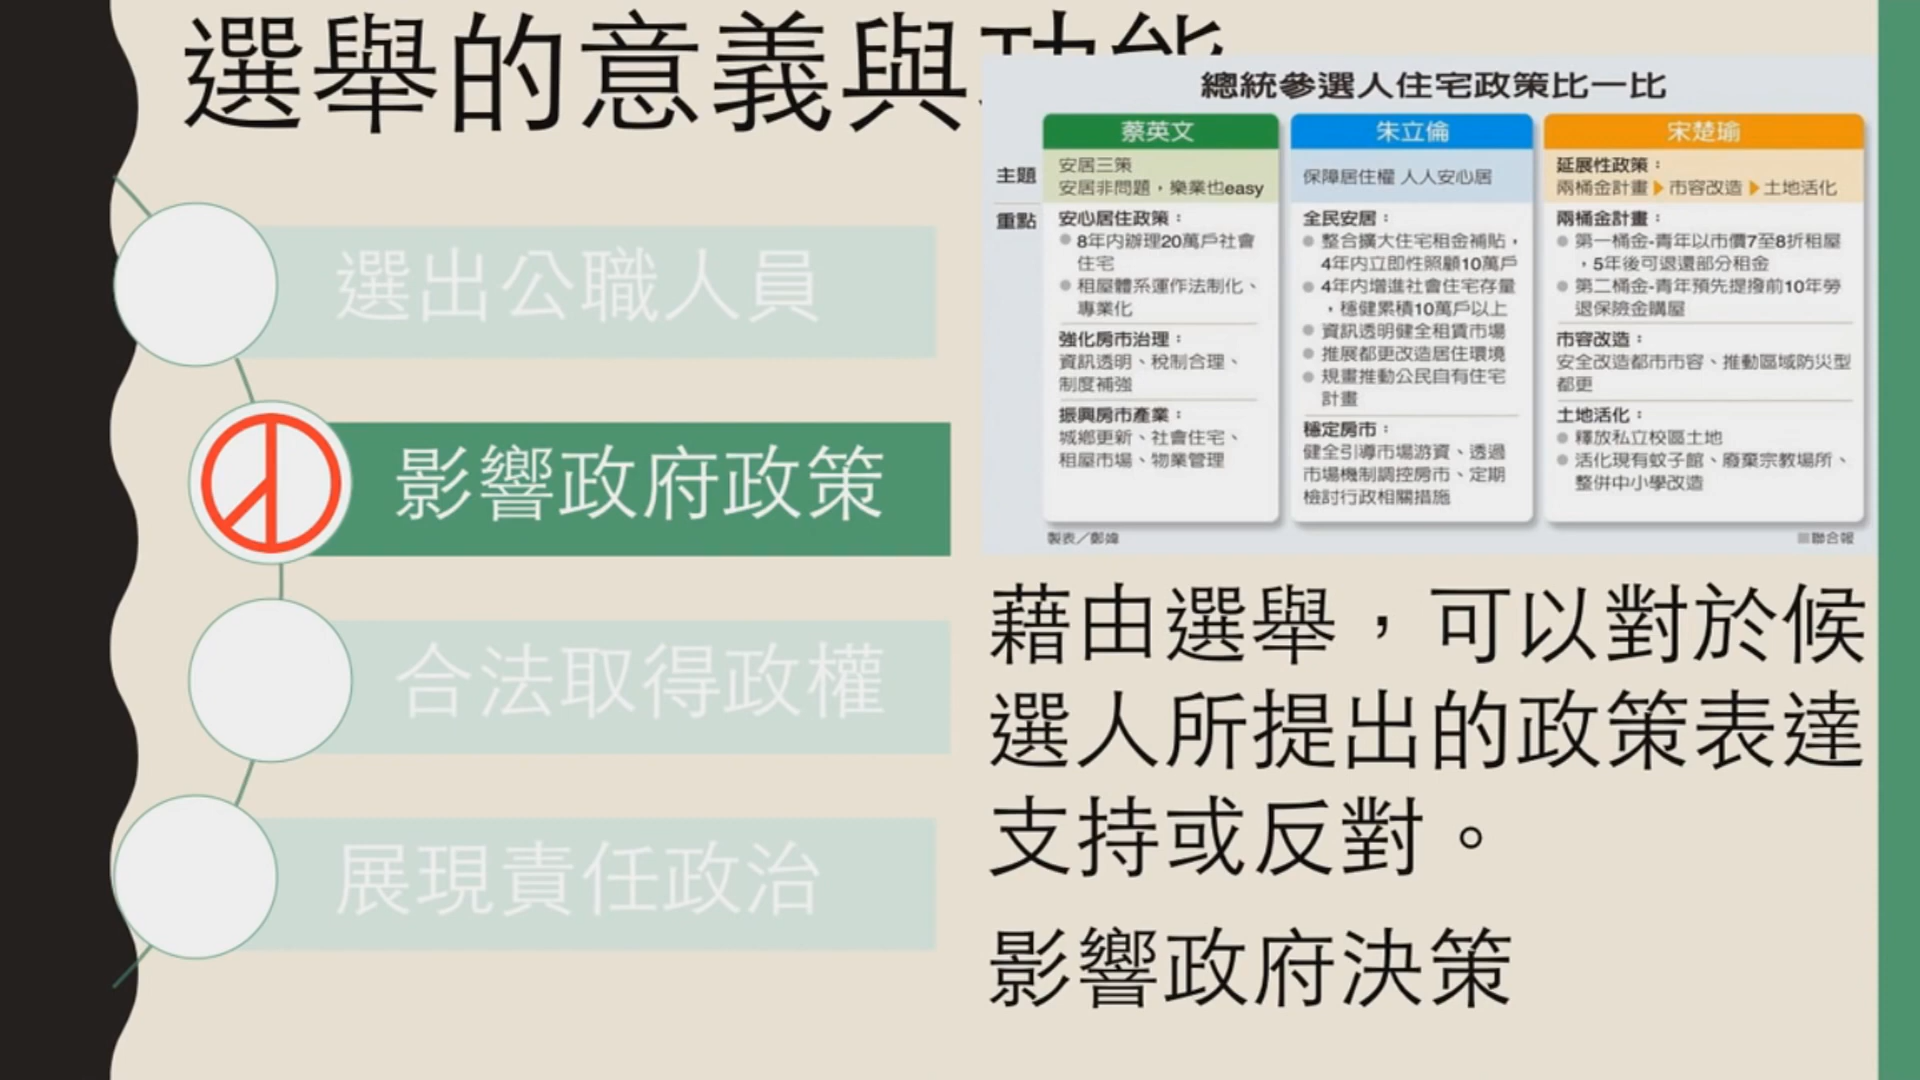 選舉的意義與功能
選出公職人員
影響政府政策
合法取得政權
展現責任政治
總統參選人住宅政策比一比
蔡英文
朱立倫
宋楚瑜
主題
安居三策
安居非問題，樂業也easy
保障居住權 人人安心居
延展性政策：
兩桶金計畫▶市容改造▶土地活化
重點
安心居住政策：
●8年內辦理20萬戶社會
住宅
●租屋體系運作法制化、
專業化
強化房市治理：
資訊透明、稅制合理、
制度補強
振興房市產業：
城鄉更新、社會住宅、
租屋市場、物業管理
全民安居：
●整合擴大住宅租金補貼，
4年內立即性照顧10萬戶
●4年內增進社會住宅存量
，穩健累積10萬戶以上
●資訊透明健全租賃市場
●推展都更改造居住環境
●規畫推動公民自有住宅
計畫
穩定房市：
健全引導市場游資、透過
市場機制調控房市、定期
檢討行政相關措施
兩桶金計畫：
●第一桶金-青年以市價7至8折租屋
，5年後可退還部分租金
●第二桶金-青年預先提撥前10年勞
退保險金購屋
市容改造：
安全改造都市市容、推動區域防災型
都更
土地活化：
●釋放私立校區土地
●活化現有蚊子館、廢棄宗教場所、
整併中小學改造
製表／鄭媁
■聯合報
藉由選舉，可以對於候
選人所提出的政策表達
支持或反對。
影響政府決策